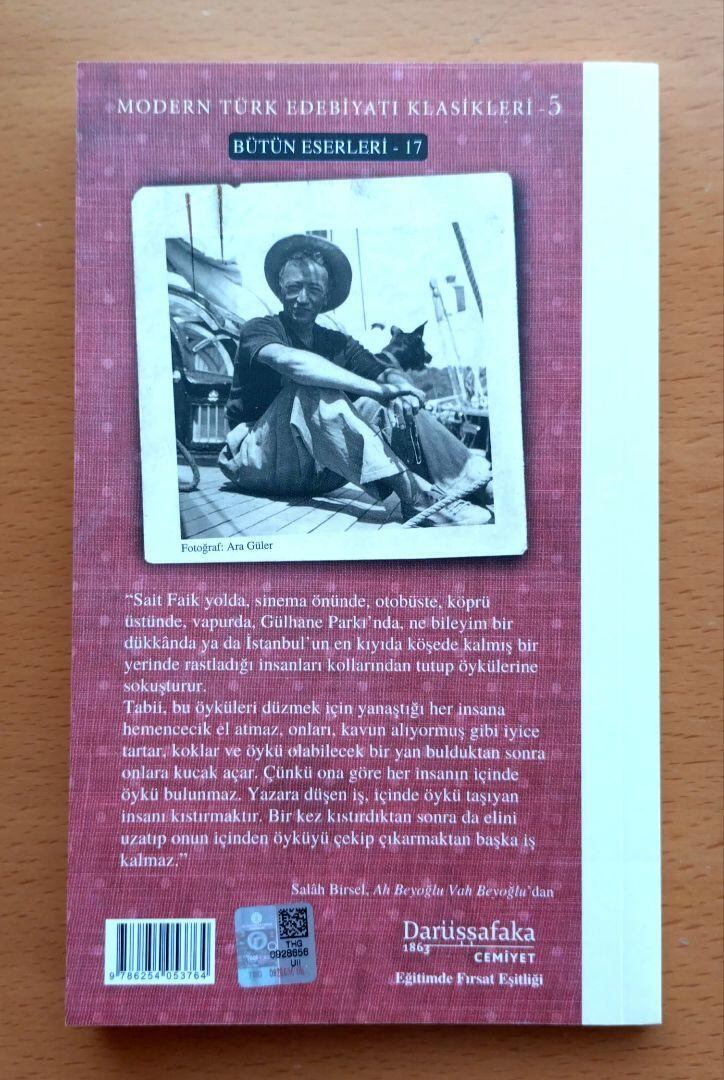 MODERN TÜRK EDEBİYATI KLASİKLERİ - 5
BÜTÜN ESERLERİ - 17
Fotoğraf: Ara Güler
“Sait Faik yolda, sinema önünde, otobüste, köprü
üstünde, vapurda, Gülhane Parkı’nda, ne bileyim bir
dükkânda ya da İstanbul’un en kıyıda köşede kalmış bir
yerinde rastladığı insanları kollarından tutup öykülerine
sokuşturur.
Tabii, bu öyküleri düzmek için yanaştığı her insana
hemencecik el atmaz, onları, kavun alıyormuş gibi iyice
tartar, koklar ve öykü olabilecek bir yan bulduktan sonra
onlara kucak açar. Çünkü ona göre her insanın içinde
öykü bulunmaz. Yazara düşen iş, içinde öykü taşıyan
insanı kıstırmaktır. Bir kez kıstırdıktan sonra da elini
uzatıp onun içinden öyküyü çekip çıkarmaktan başka iş
kalmaz.”
Salâh Birsel, Ah Beyoğlu Vah Beyoğlu’dan
9 786254 053764
THG
0928656
UII
Darüşşafaka
1863
CEMİYET
Eğitimde Fırsat Eşitliği